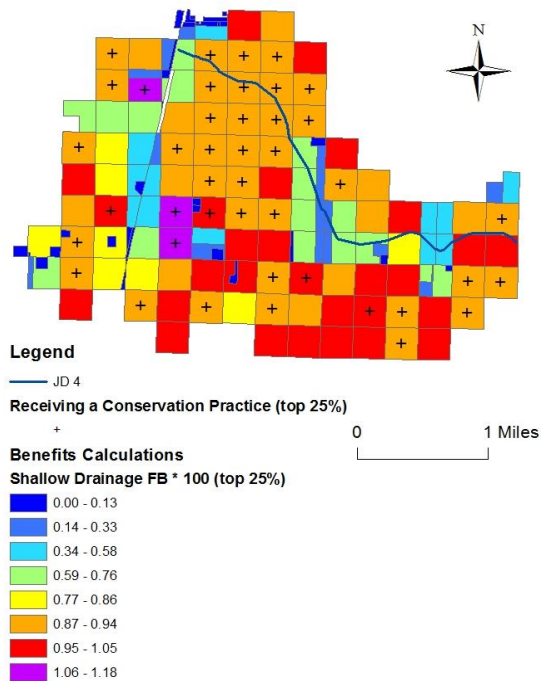 N
Legend
JD 4
Receiving a Conservation Practice (top 25%)
+
0 1 Miles
Benefits Calculations
Shallow Drainage FB * 100 (top 25%)
0.00 - 0.13
0.14 - 0.33
0.34 - 0.58
0.59 - 0.76
0.77 - 0.86
0.87 - 0.94
0.95 - 1.05
1.06 - 1.18